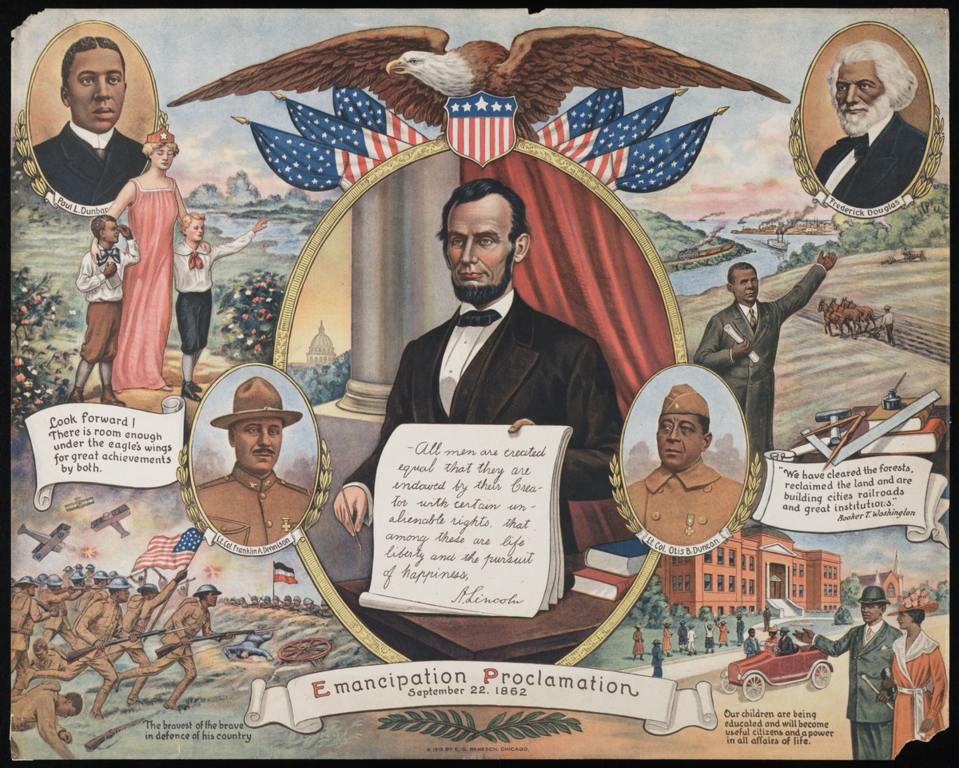 Paul L. Dunbar
Frederick Douglas
Look forward!
There is room enough
under the eagle's wings
for great achievements
by both.
Lt. Col. Franklin A. Dennison
"All men are created
equal that they are
endowed by their Crea-
tor with certain un-
alienable rights, that
among these are life
liberty and the pursuit
of happiness,
A. Lincoln
Lt. Col. Otis B. Duncan
"We have cleared the forests,
reclaimed the land and are
building cities railroads
and great institutions."
Booker T. Washington
Emancipation Proclamation
September 22. 1862
The bravest of the brave
in defence of his country
Our children are being
educated and will become
useful citizens and a power
in all affairs of life.
© 1919 BY E. G. RENESCH, CHICAGO.